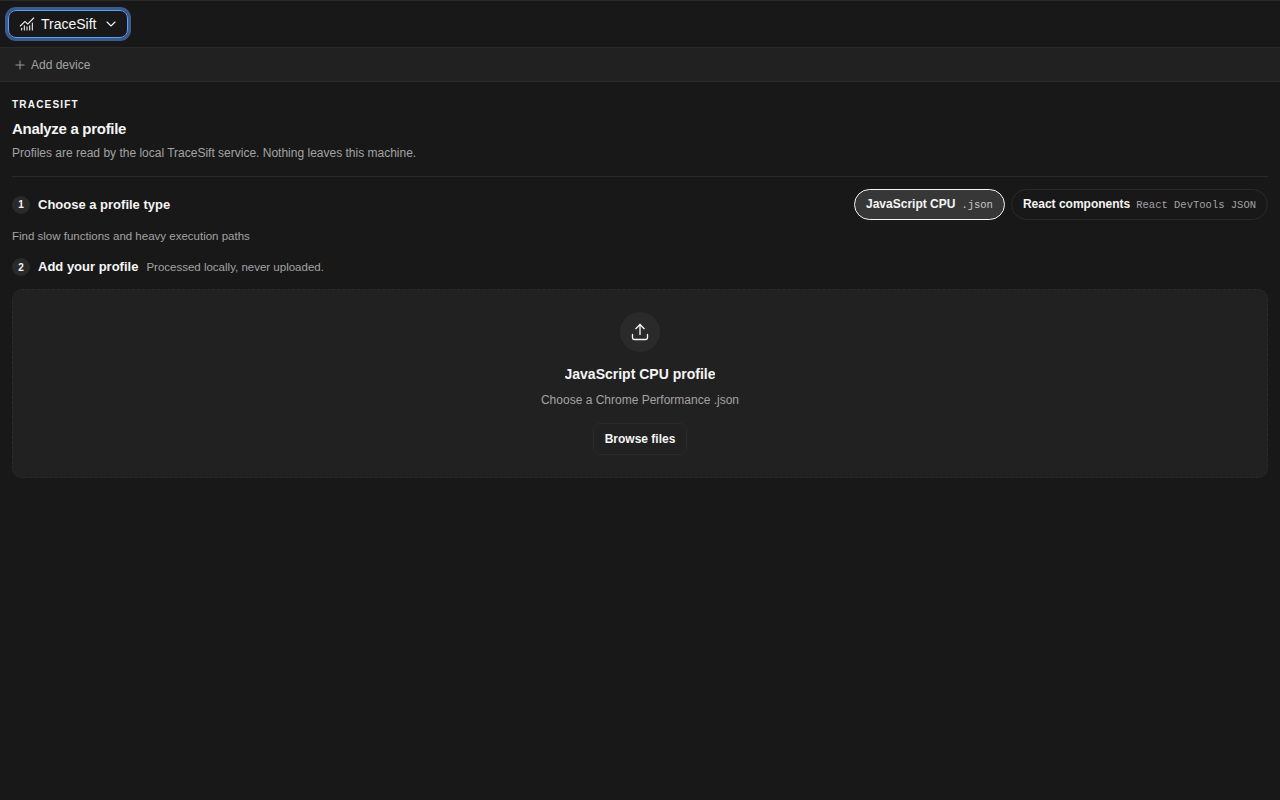 TraceSift
Add device
TRACESIFT
Analyze a profile
Profiles are read by the local TraceSift service. Nothing leaves this machine.
1 Choose a profile type
JavaScript CPU .json
React components React DevTools JSON
Find slow functions and heavy execution paths
2 Add your profile Processed locally, never uploaded.
JavaScript CPU profile
Choose a Chrome Performance .json
Browse files